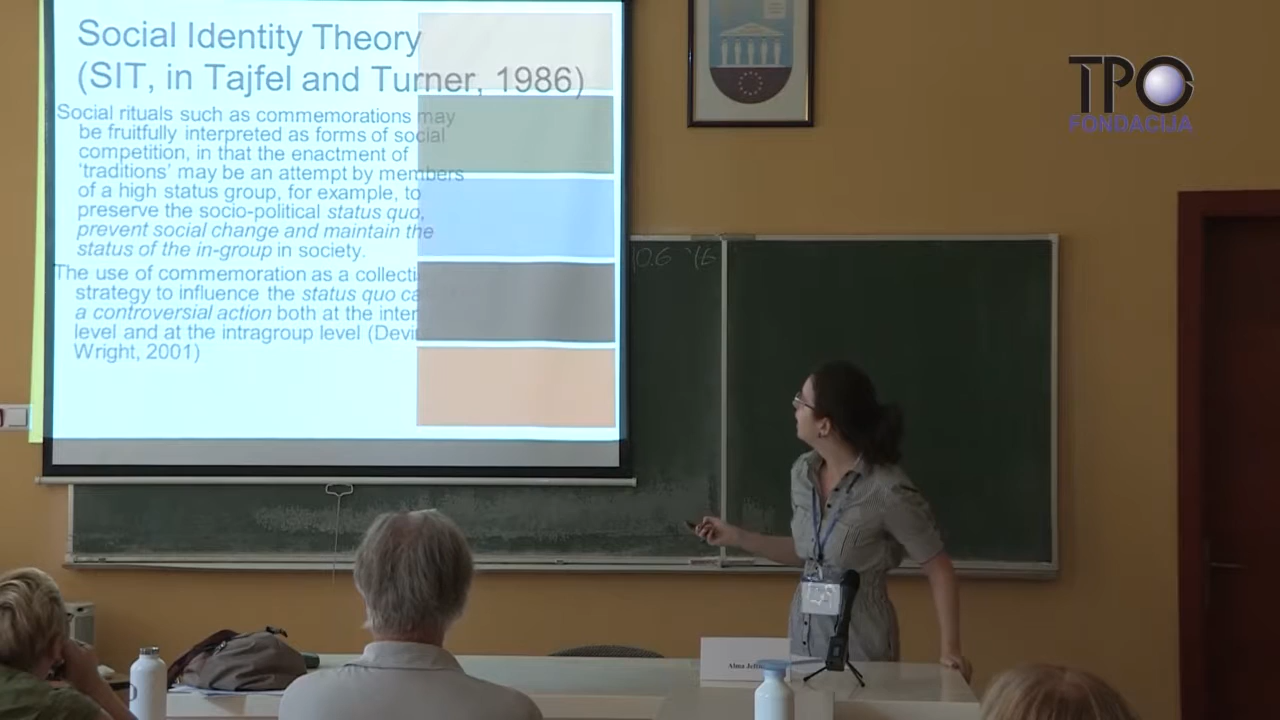 Social Identity Theory
(SIT, in Tajfel and Turner, 1986)
Social rituals such as commemorations may
be fruitfully interpreted as forms of social
competition, in that the enactment of
'traditions' may be an attempt by members
of a high status group, for example, to
preserve the socio-political status quo,
prevent social change and maintain the
status of the in-group in society.
The use of commemoration as a collecti
strategy to influence the status quo ca
a controversial action both at the inter
level and at the intragroup level (Devi
Wright, 2001)
TPO
FONDACIJA
10.6 '16
Alma